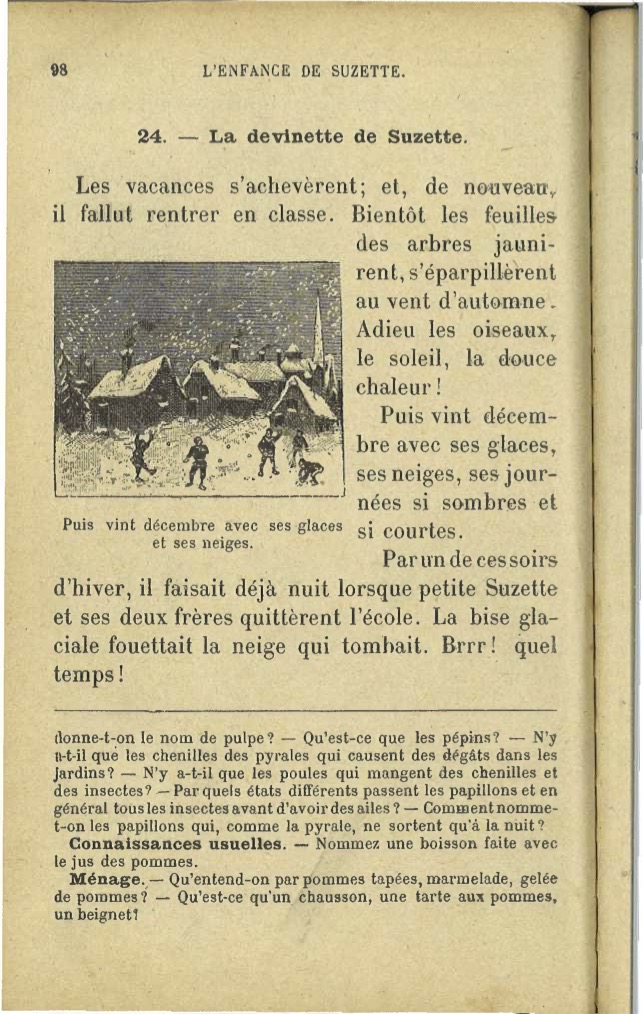 98
L'ENFANCE DE SUZETTE.
24. — La devinette de Suzette.
Les vacances s'achevèrent; et, de nouveau,
il fallut rentrer en classe. Bientôt les feuilles
des arbres jauni-
rent, s'éparpillèrent
au vent d'automne.
Adieu les oiseaux,
le soleil, la douce
chaleur !
Puis vint décem-
bre avec ses glaces,
ses neiges, ses jour-
nées si sombres et
si courtes.
Puis vint décembre avec ses glaces
et ses neiges.
Par un de ces soirs
d'hiver, il faisait déjà nuit lorsque petite Suzette
et ses deux frères quittèrent l'école. La bise gla-
ciale fouettait la neige qui tombait. Brrr! quel
temps !
donne-t-on le nom de pulpe ? — Qu'est-ce que les pépins? — N'y
a-t-il que les chenilles des pyrales qui causent des dégâts dans les
jardins? — N'y a-t-il que les poules qui mangent des chenilles et
des insectes? — Par quels états différents passent les papillons et en
général tous les insectes avant d'avoir des ailes ? — Comment nomme-
t-on les papillons qui, comme la pyrale, ne sortent qu'à la nuit?
Connaissances usuelles. — Nommez une boisson faite avec
le jus des pommes.
Ménage. — Qu'entend-on par pommes tapées, marmelade, gelée
de pommes? — Qu'est-ce qu'un chausson, une tarte aux pommes,
un beignet?